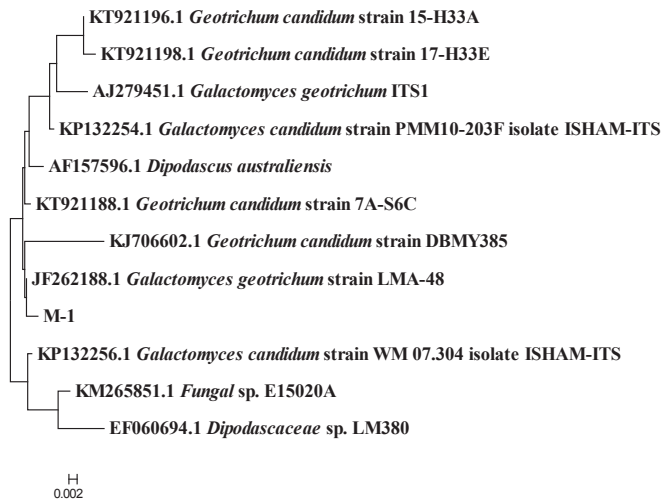 KT921196.1 Geotrichum candidum strain 15-H33A
KT921198.1 Geotrichum candidum strain 17-H33E
AJ279451.1 Galactomyces geotrichum ITS1
KP132254.1 Galactomyces candidum strain PMM10-203F isolate ISHAM-ITS
AF157596.1 Dipodascus australiensis
KT921188.1 Geotrichum candidum strain 7A-S6C
KJ706602.1 Geotrichum candidum strain DBMY385
JF262188.1 Galactomyces geotrichum strain LMA-48
M-1
KP132256.1 Galactomyces candidum strain WM 07.304 isolate ISHAM-ITS
KM265851.1 Fungal sp. E15020A
EF060694.1 Dipodascaceae sp. LM380
0.002